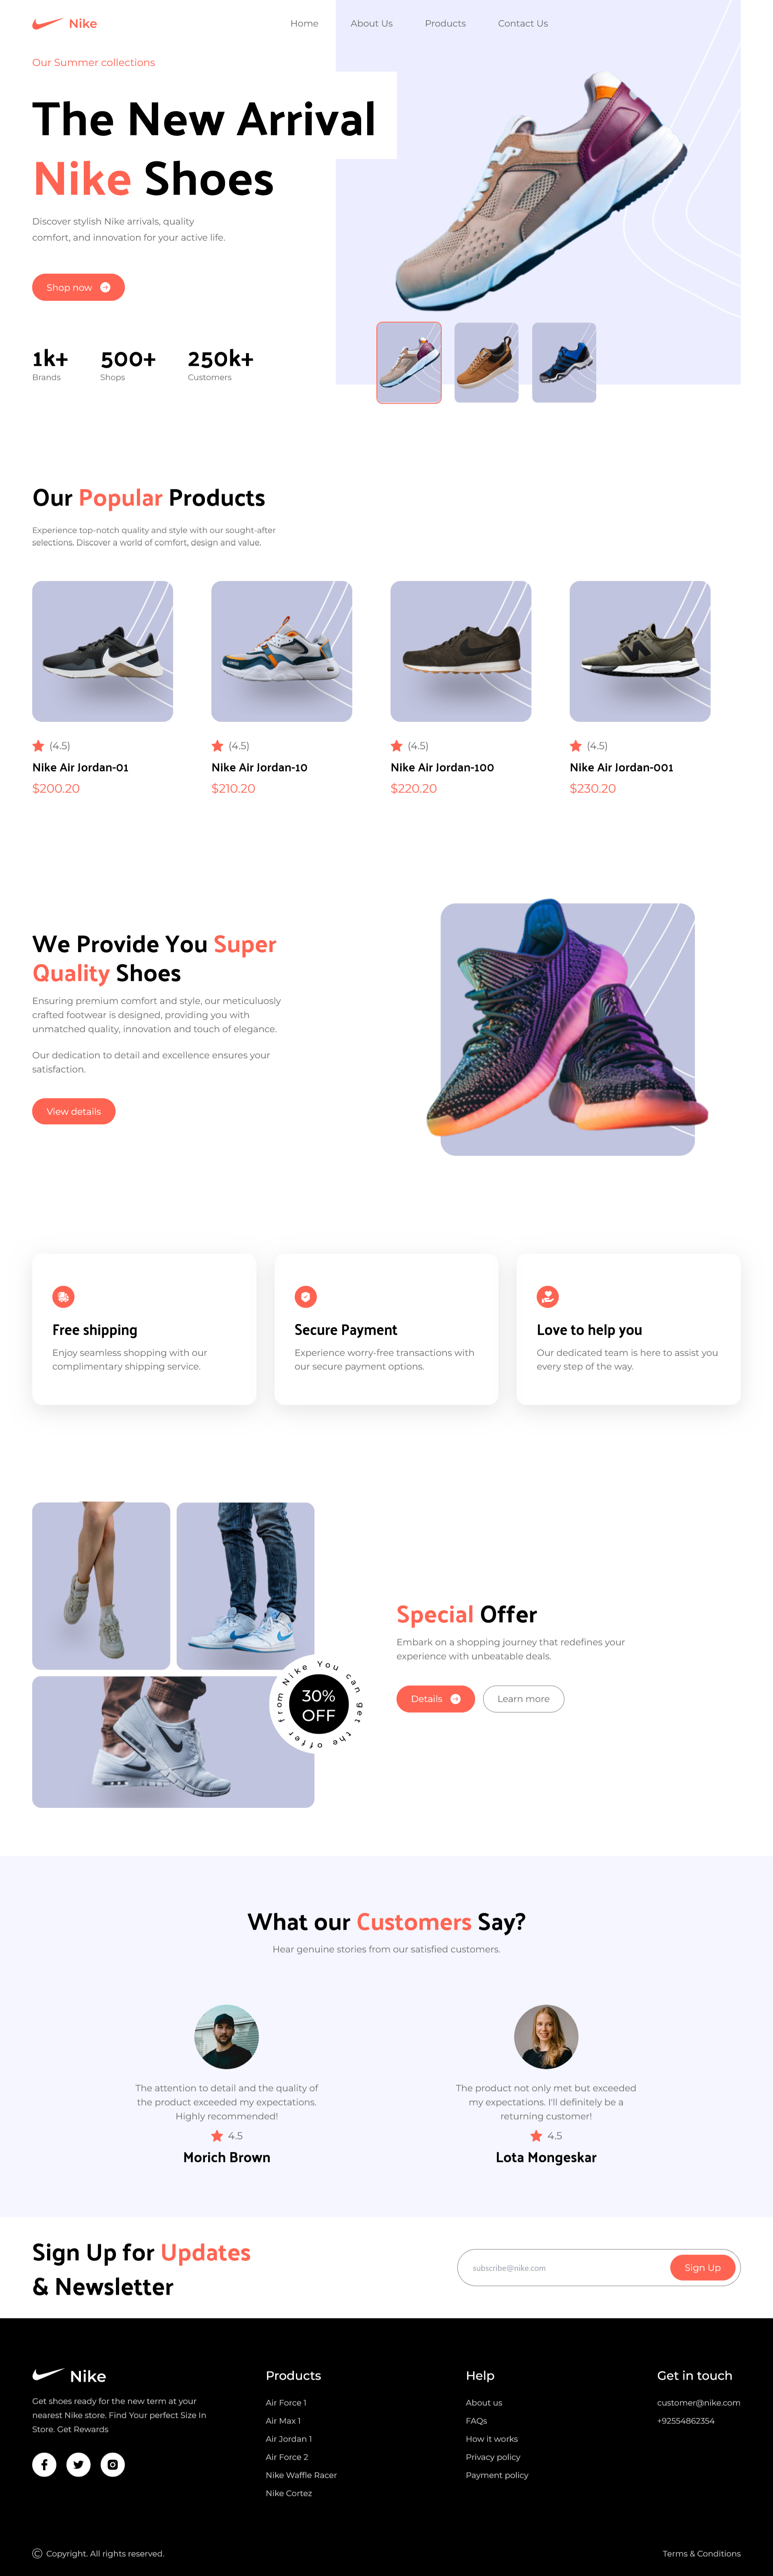 Nike
Home
About Us
Products
Contact Us
Our Summer collections
The New Arrival
Nike Shoes
Discover stylish Nike arrivals, quality
comfort, and innovation for your active life.
Shop now
1k+
Brands
500+
Shops
250k+
Customers
Our Popular Products
Experience top-notch quality and style with our sought-after
selections. Discover a world of comfort, design and value.
(4.5)
Nike Air Jordan-01
$200.20
(4.5)
Nike Air Jordan-10
$210.20
(4.5)
Nike Air Jordan-100
$220.20
(4.5)
Nike Air Jordan-001
$230.20
We Provide You Super
Quality Shoes
Ensuring premium comfort and style, our meticuluosly
crafted footwear is designed, providing you with
unmatched quality, innovation and touch of elegance.
Our dedication to detail and excellence ensures your
satisfaction.
View details
Free shipping
Enjoy seamless shopping with our
complimentary shipping service.
Secure Payment
Experience worry-free transactions with
our secure payment options.
Love to help you
Our dedicated team is here to assist you
every step of the way.
You can get the offer from Nike
30%
OFF
Special Offer
Embark on a shopping journey that redefines your
experience with unbeatable deals.
Details
Learn more
What our Customers Say?
Hear genuine stories from our satisfied customers.
The attention to detail and the quality of
the product exceeded my expectations.
Highly recommended!
4.5
Morich Brown
The product not only met but exceeded
my expectations. I'll definitely be a
returning customer!
4.5
Lota Mongeskar
Sign Up for Updates
& Newsletter
subscribe@nike.com
Sign Up
Nike
Get shoes ready for the new term at your
nearest Nike store. Find Your perfect Size In
Store. Get Rewards
Products
Air Force 1
Air Max 1
Air Jordan 1
Air Force 2
Nike Waffle Racer
Nike Cortez
Help
About us
FAQs
How it works
Privacy policy
Payment policy
Get in touch
customer@nike.com
+92554862354
© Copyright. All rights reserved.
Terms & Conditions